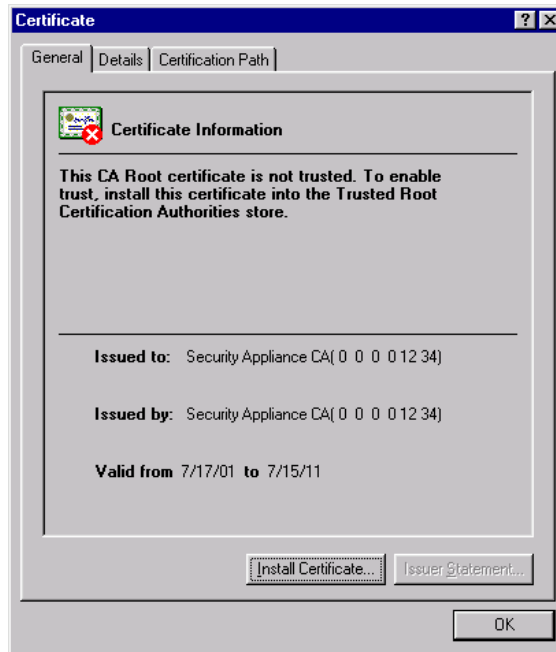 Certificate
General Details Certification Path
Certificate Information
This CA Root certificate is not trusted. To enable
trust, install this certificate into the Trusted Root
Certification Authorities store.
Issued to: Security Appliance CA( 0 0 0 0 12 34)
Issued by: Security Appliance CA( 0 0 0 0 12 34)
Valid from 7/17/01 to 7/15/11
Install Certificate... Issuer Statement...
OK